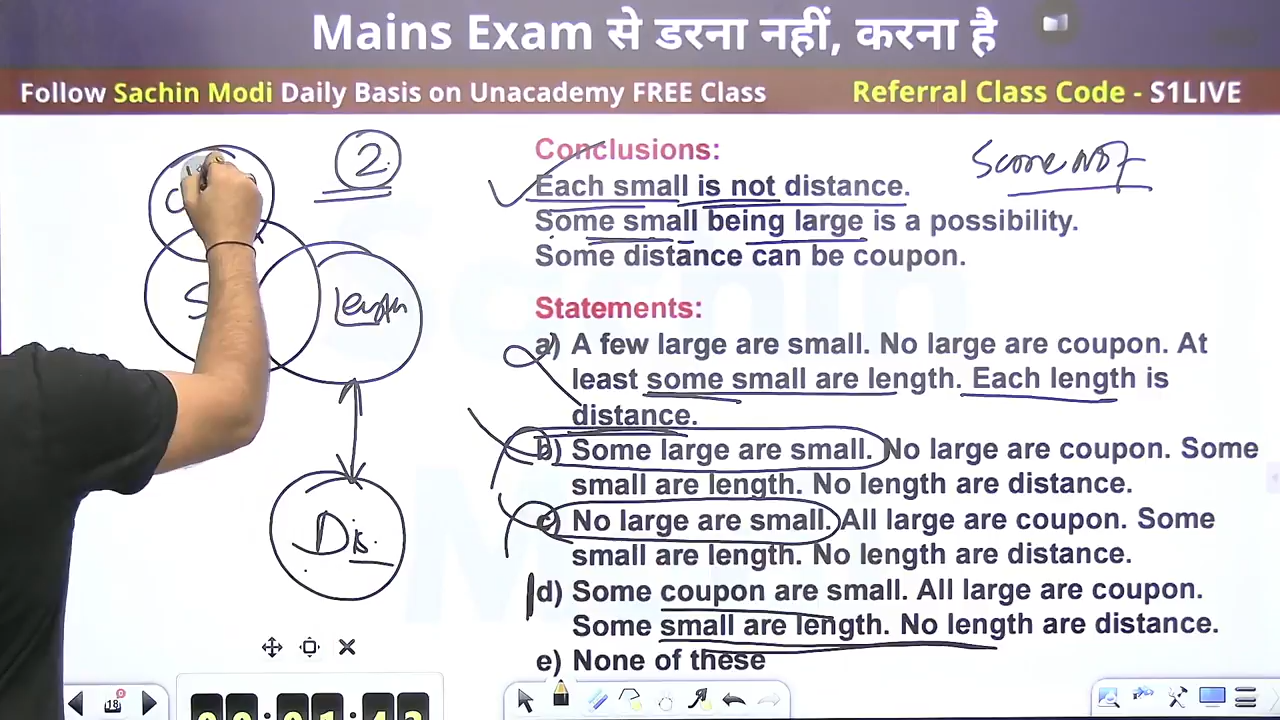 Mains Exam से डरना नहीं, करना है
Follow Sachin Modi Daily Basis on Unacademy FREE Class
Referral Class Code - S1LIVE
2.
Conclusions:
Each small is not distance.
Some small being large is a possibility.
Some distance can be coupon.
Score NOT
S
Length
Dis.
Statements:
a) A few large are small. No large are coupon. At
least some small are length. Each length is
distance.
b) Some large are small. No large are coupon. Some
small are length. No length are distance.
c) No large are small. All large are coupon. Some
small are length. No length are distance.
d) Some coupon are small. All large are coupon.
Some small are length. No length are distance.
e) None of these
18